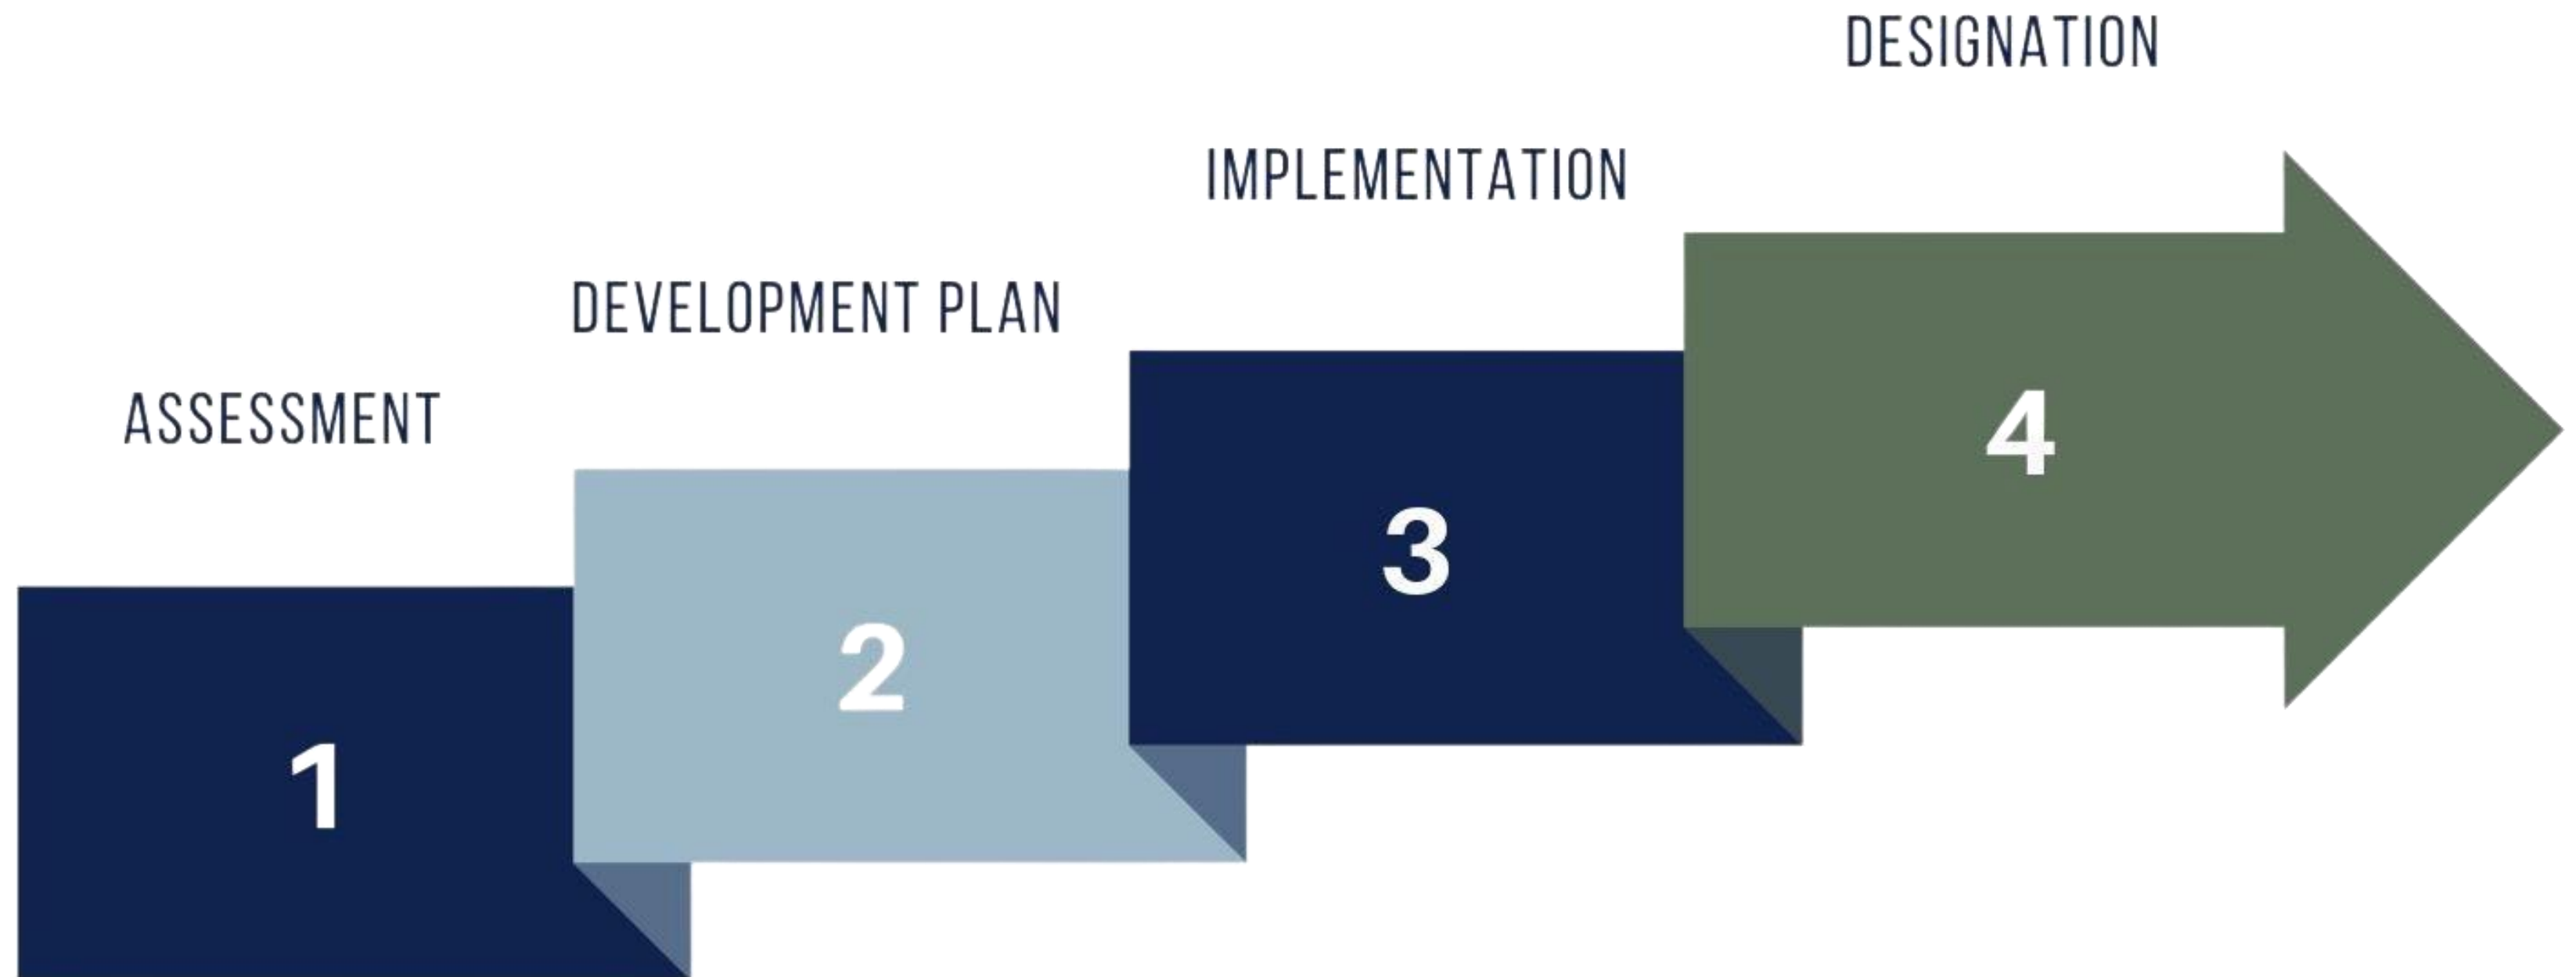 ASSESSMENT
1
DEVELOPMENT PLAN
2
IMPLEMENTATION
3
DESIGNATION
4